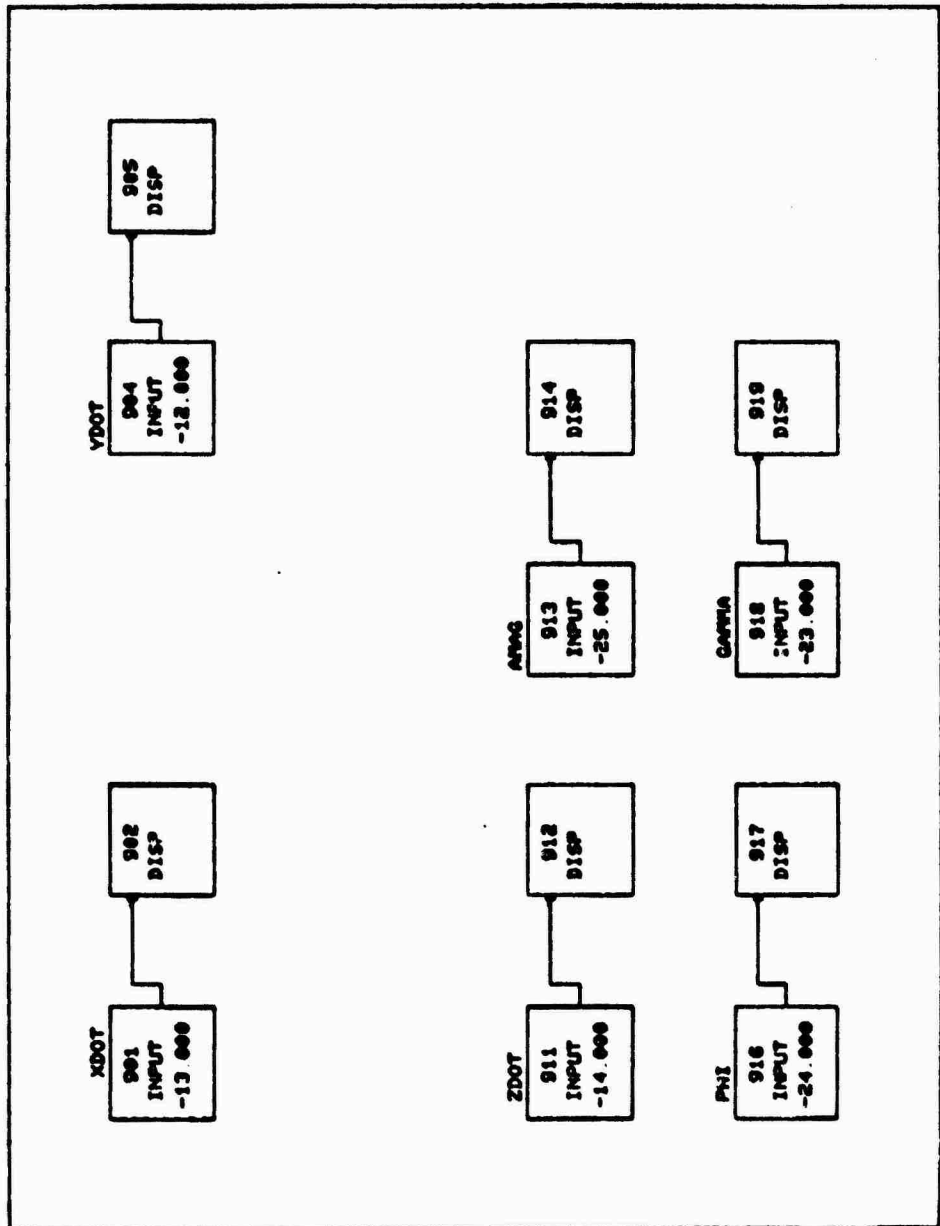 XDOT
901
INPUT
-13.000
902
DISP
YDOT
904
INPUT
-12.000
905
DISP
ZDOT
911
INPUT
-14.000
912
DISP
AMAG
913
INPUT
-25.000
914
DISP
PHI
916
INPUT
-24.000
917
DISP
GAMMA
918
INPUT
-23.000
919
DISP